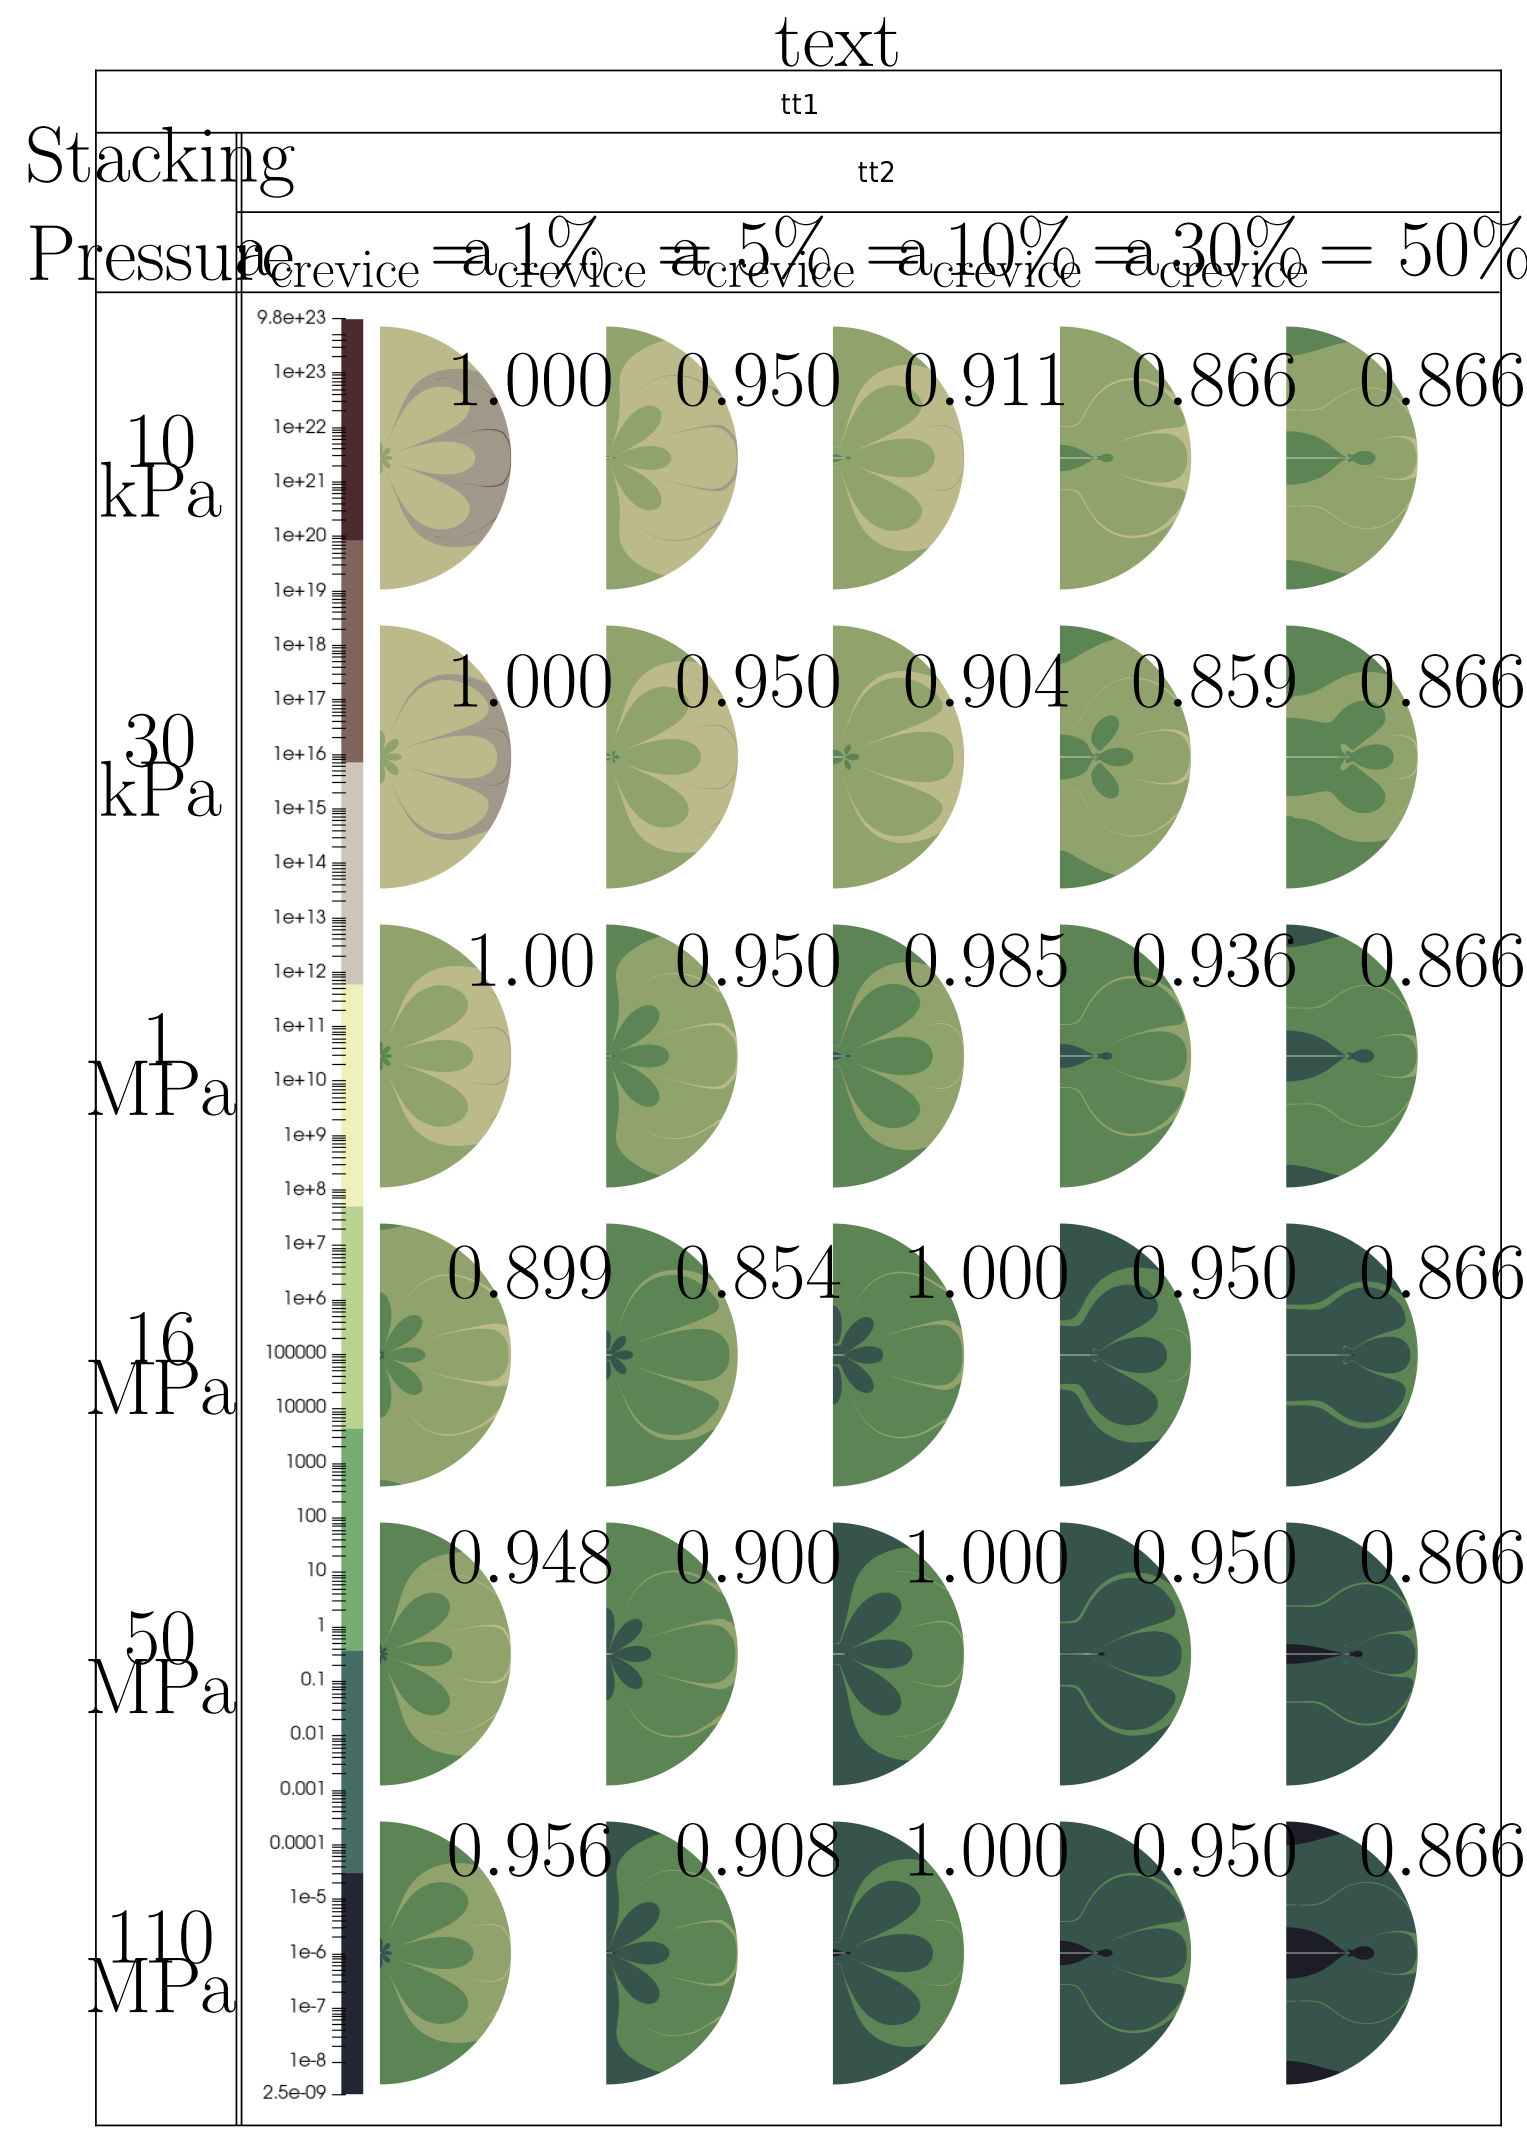 text
tt1
Stacking
tt2
Pressure
a_crevice = 1% a_crevice = 5% a_crevice = 10% a_crevice = 30% a_crevice = 50%
9.8e+23
1e+23
1e+22
1e+21
1e+20
1e+19
1e+18
1e+17
1e+16
1e+15
1e+14
1e+13
1e+12
1e+11
1e+10
1e+9
1e+8
1e+7
1e+6
100000
10000
1000
100
10
1
0.1
0.01
0.001
0.0001
1e-5
1e-6
1e-7
1e-8
2.5e-09
10
kPa
1.000 0.950 0.911 0.866 0.866
30
kPa
1.000 0.950 0.904 0.859 0.866
1
MPa
1.00 0.950 0.985 0.936 0.866
16
MPa
0.899 0.854 1.000 0.950 0.866
50
MPa
0.948 0.900 1.000 0.950 0.866
110
MPa
0.956 0.908 1.000 0.950 0.866